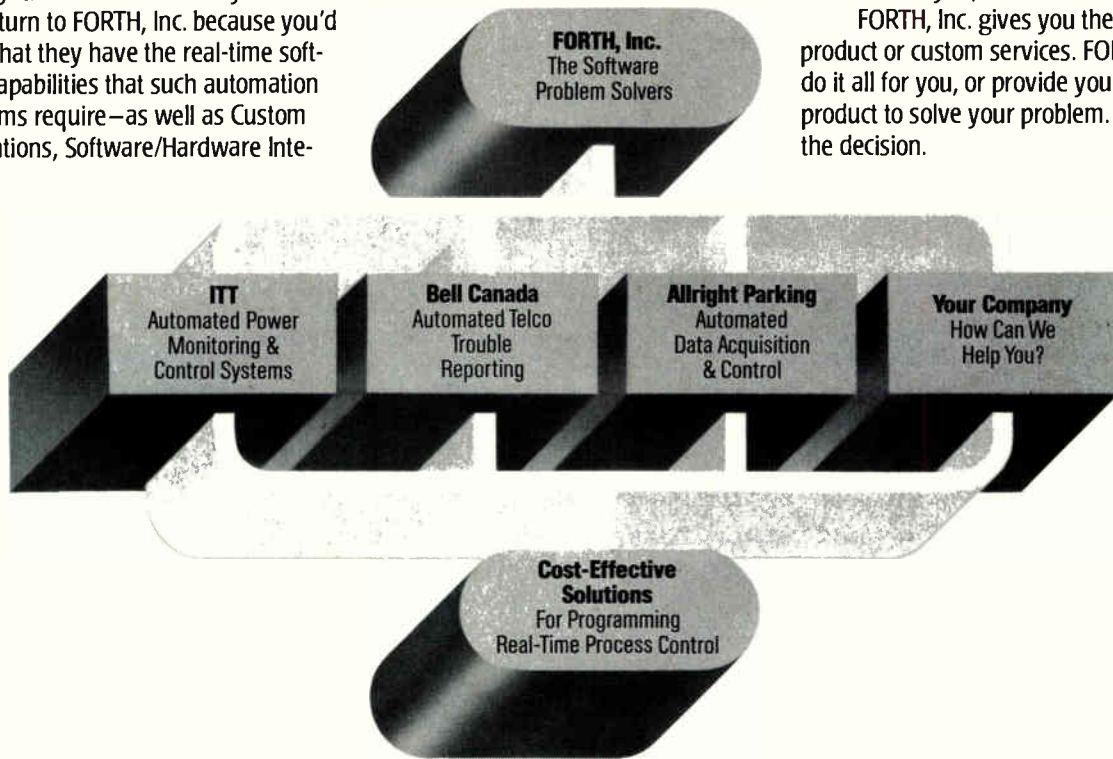 turn to FORTH, Inc. because you'd
hat they have the real-time soft-
apabilities that such automation
ms require—as well as Custom
ations, Software/Hardware Inte-
FORTH, Inc. gives you the
product or custom services. FOR
do it all for you, or provide you
product to solve your problem.
the decision.
FORTH, Inc.
The Software
Problem Solvers
ITT
Automated Power
Monitoring &
Control Systems
Bell Canada
Automated Telco
Trouble
Reporting
Allright Parking
Automated
Data Acquisition
& Control
Your Company
How Can We
Help You?
Cost-Effective
Solutions
For Programming
Real-Time Process Control